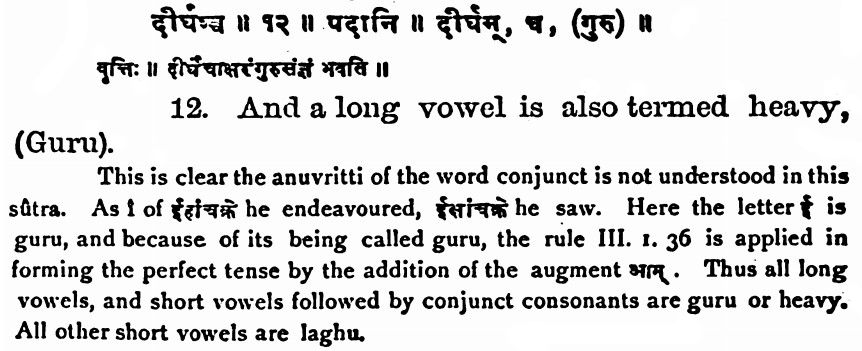 दीर्घञ्च ॥ १२ ॥ पदानि ॥ दीर्घम्, च, (गुरु) ॥
वृत्तिः ॥ दीर्घंचाक्षरंगुरुसंज्ञं भवति ॥
12. And a long vowel is also termed heavy,
(Guru).
This is clear the anuvritti of the word conjunct is not understood in this
sûtra. As î of ईहांचक्रे he endeavoured, ईक्षांचक्रे he saw. Here the letter ई is
guru, and because of its being called guru, the rule III. 1. 36 is applied in
forming the perfect tense by the addition of the augment आम्. Thus all long
vowels, and short vowels followed by conjunct consonants are guru or heavy.
All other short vowels are laghu.